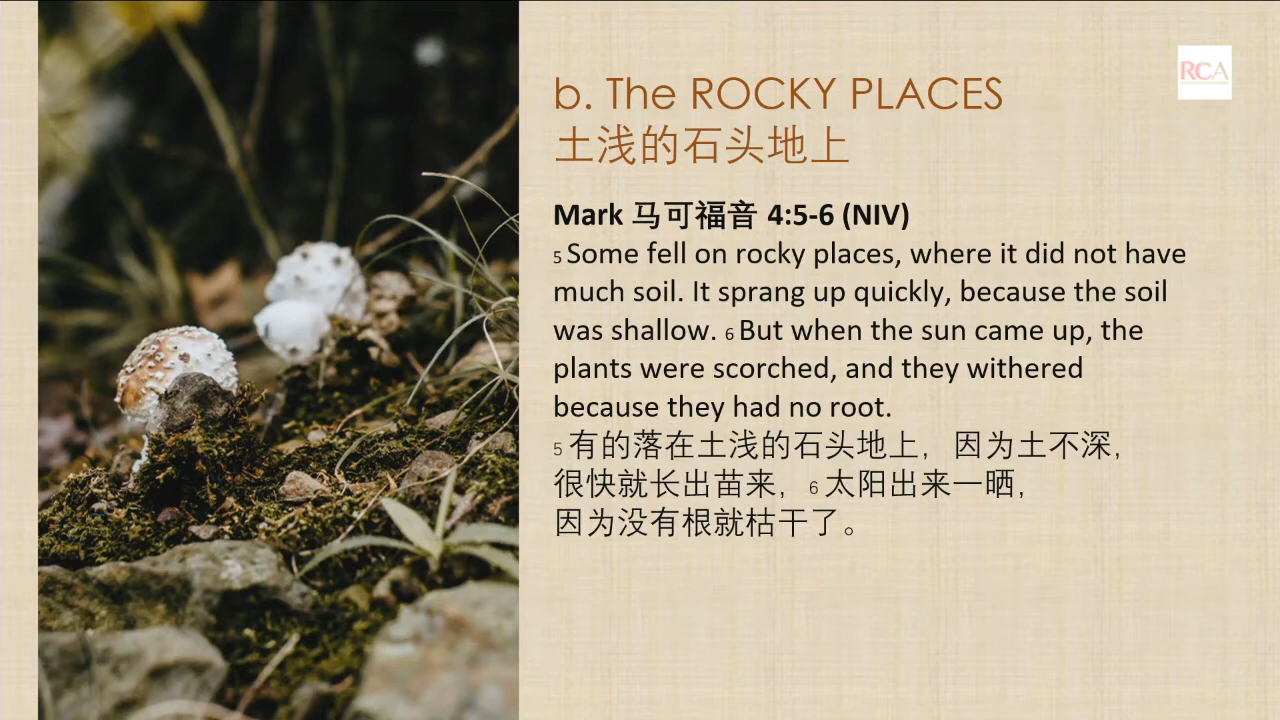 b. The ROCKY PLACES
土浅的石头地上
RCA
Mark 马可福音 4:5-6 (NIV)
5 Some fell on rocky places, where it did not have
much soil. It sprang up quickly, because the soil
was shallow. 6 But when the sun came up, the
plants were scorched, and they withered
because they had no root.
5 有的落在土浅的石头地上，因为土不深，
很快就长出苗来，6 太阳出来一晒，
因为没有根就枯干了。